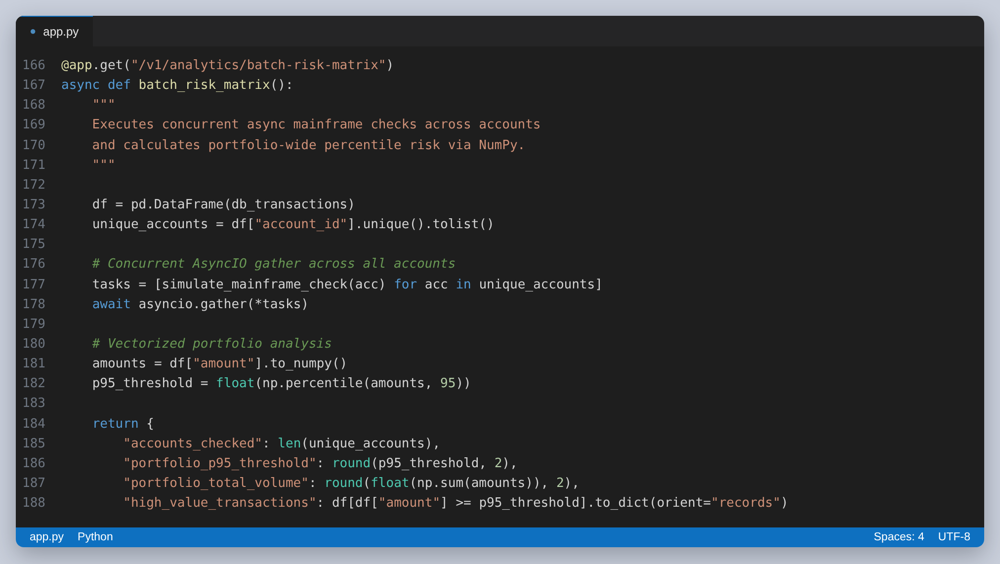 app.py
166 @app.get("/v1/analytics/batch-risk-matrix")
167 async def batch_risk_matrix():
168     """
169     Executes concurrent async mainframe checks across accounts
170     and calculates portfolio-wide percentile risk via NumPy.
171     """
172
173     df = pd.DataFrame(db_transactions)
174     unique_accounts = df["account_id"].unique().tolist()
175
176     # Concurrent AsyncIO gather across all accounts
177     tasks = [simulate_mainframe_check(acc) for acc in unique_accounts]
178     await asyncio.gather(*tasks)
179
180     # Vectorized portfolio analysis
181     amounts = df["amount"].to_numpy()
182     p95_threshold = float(np.percentile(amounts, 95))
183
184     return {
185         "accounts_checked": len(unique_accounts),
186         "portfolio_p95_threshold": round(p95_threshold, 2),
187         "portfolio_total_volume": round(float(np.sum(amounts)), 2),
188         "high_value_transactions": df[df["amount"] >= p95_threshold].to_dict(orient="records")
app.py Python Spaces: 4 UTF-8